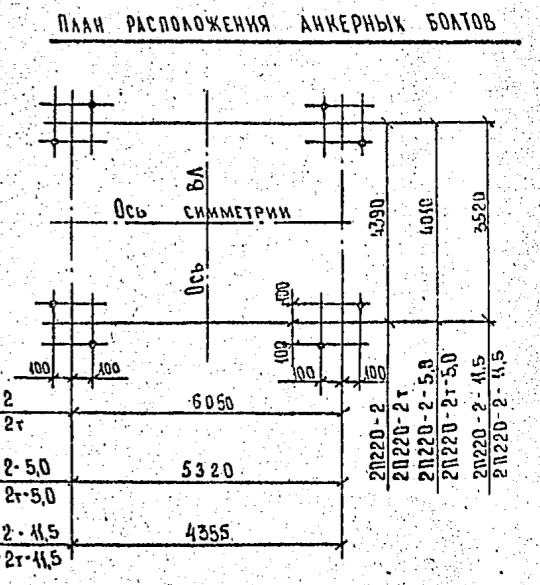 ПЛАН РАСПОЛОЖЕНИЯ АНКЕРНЫХ БОЛТОВ
Ось ВЛ
Ось СИММЕТРИИ
4390
4010
3520
100
100
100
100
100
100
6050
5320
4355
2
2т
2-5,0
2т-5,0
2-11,5
2т-11,5
2П220-2
2П220-2т
2П220-2-5,0
2П220-2т-5,0
2П220-2-11,5
2П220-2-11,5